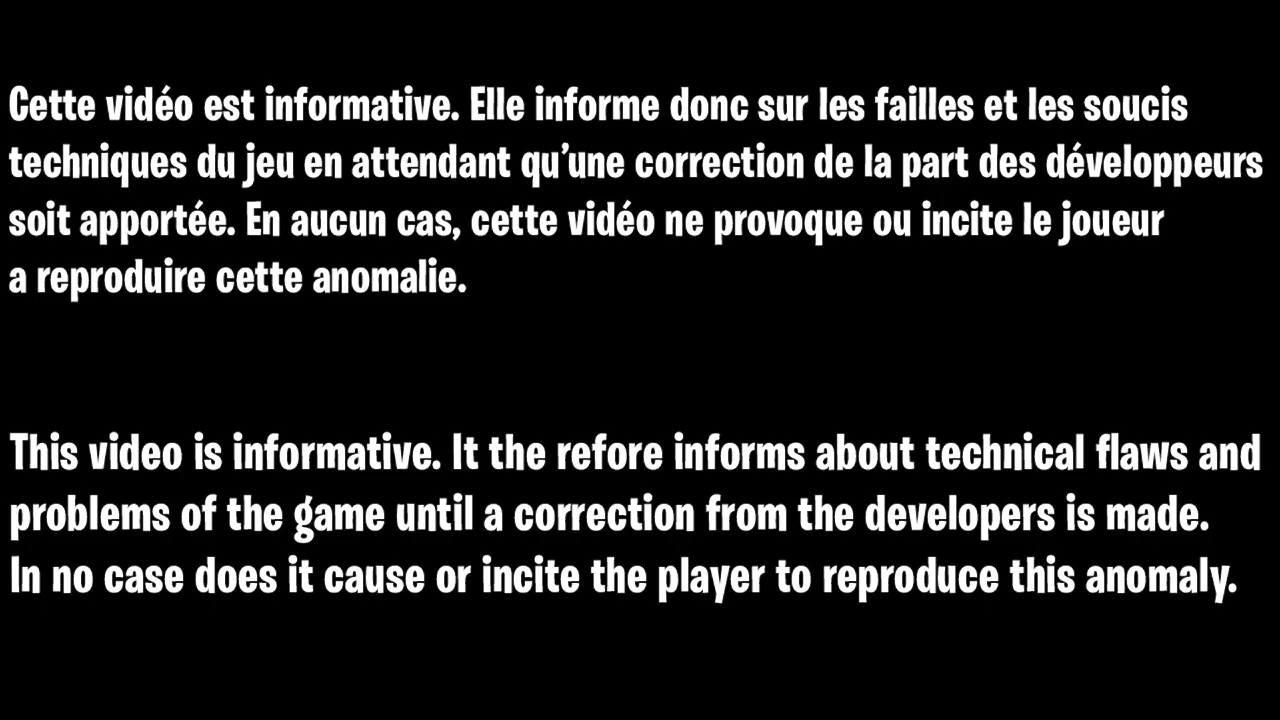 Cette vidéo est informative. Elle informe donc sur les failles et les soucis
techniques du jeu en attendant qu’une correction de la part des développeurs
soit apportée. En aucun cas, cette vidéo ne provoque ou incite le joueur
a reproduire cette anomalie.
This video is informative. It the refore informs about technical flaws and
problems of the game until a correction from the developers is made.
In no case does it cause or incite the player to reproduce this anomaly.